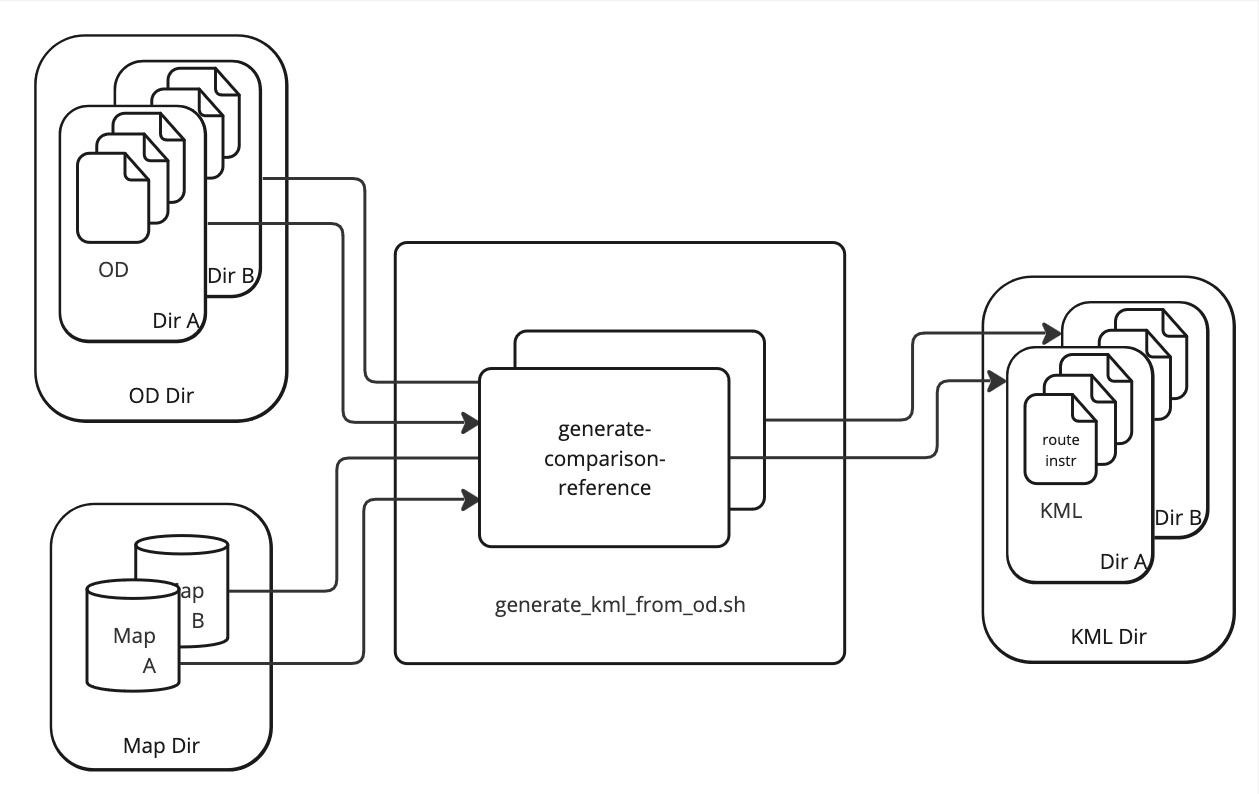 OD
Dir B
Dir A
OD Dir
generate-
comparison-
reference
generate_kml_from_od.sh
ap
B
Map
A
Map Dir
route
instr
KML
Dir B
Dir A
KML Dir